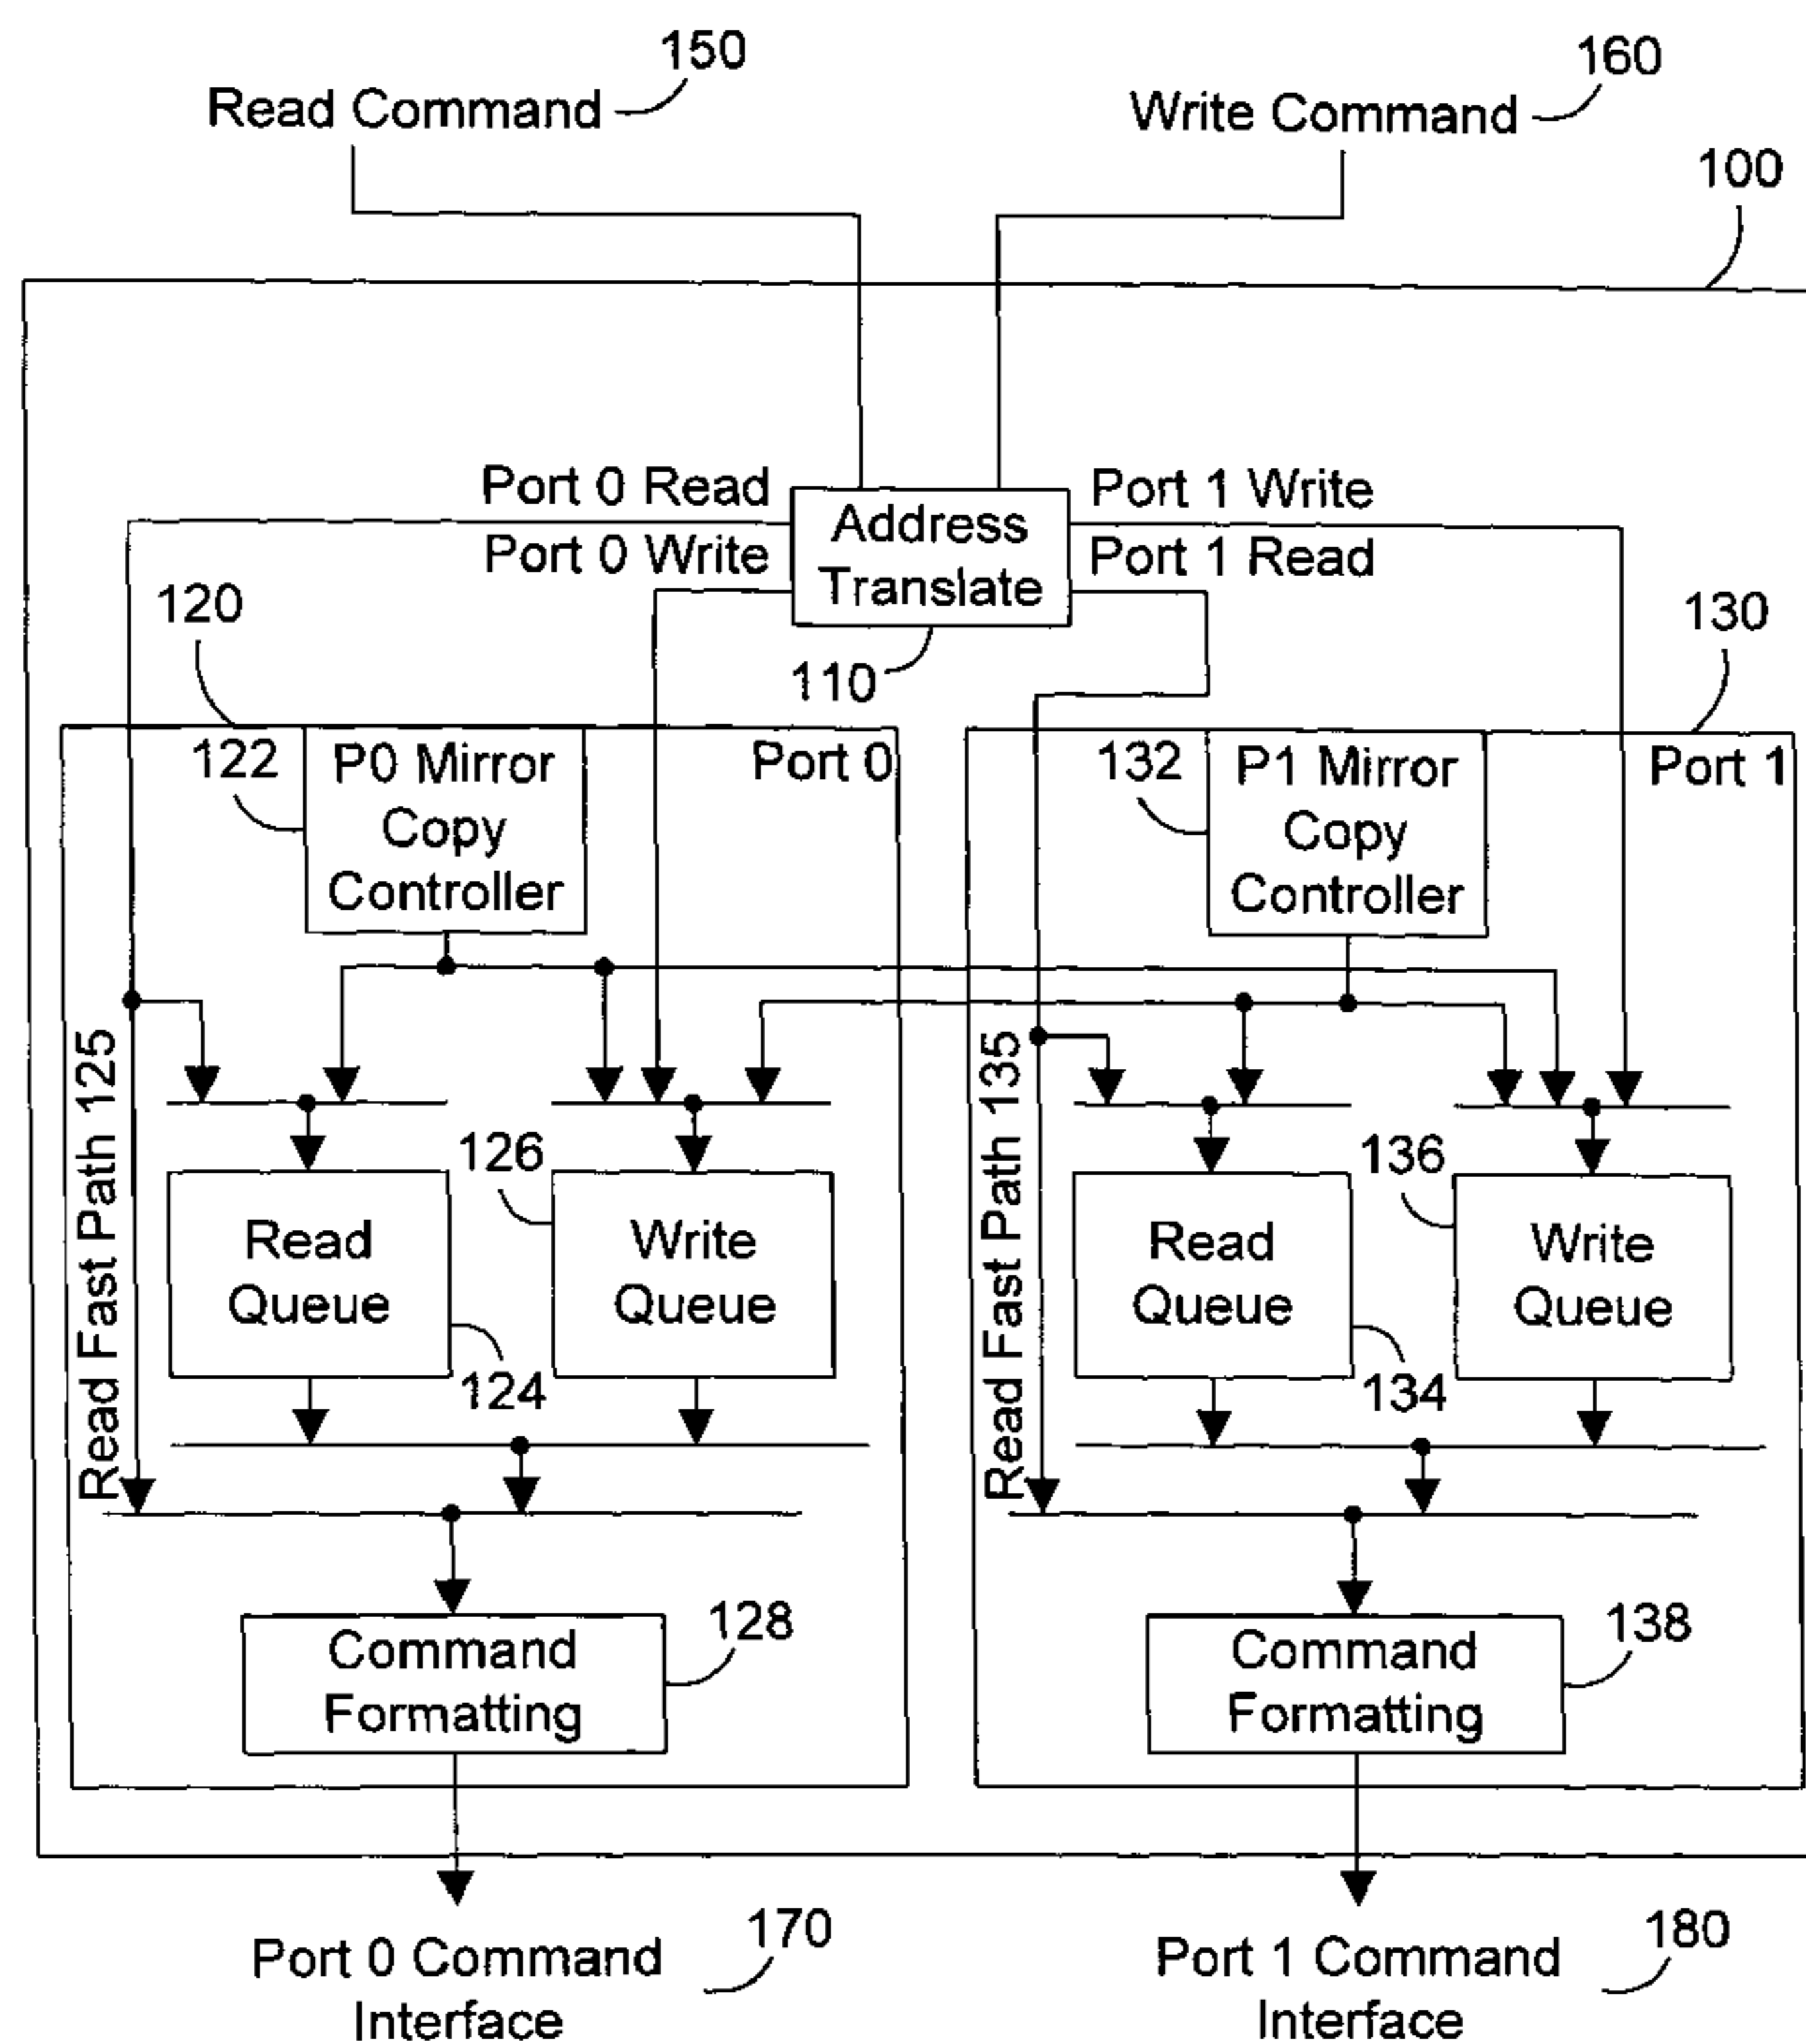 150
Read Command
160
Write Command
100
Port 0 Read
Port 0 Write
Address
Translate
Port 1 Write
Port 1 Read
110
120
130
122
P0 Mirror
Copy
Controller
Port 0
132
P1 Mirror
Copy
Controller
Port 1
Read Fast Path 125
Read Fast Path 135
126
136
Read
Queue
Write
Queue
Read
Queue
Write
Queue
124
134
Command
Formatting
128
Command
Formatting
138
Port 0 Command
Interface
170
Port 1 Command
Interface
180